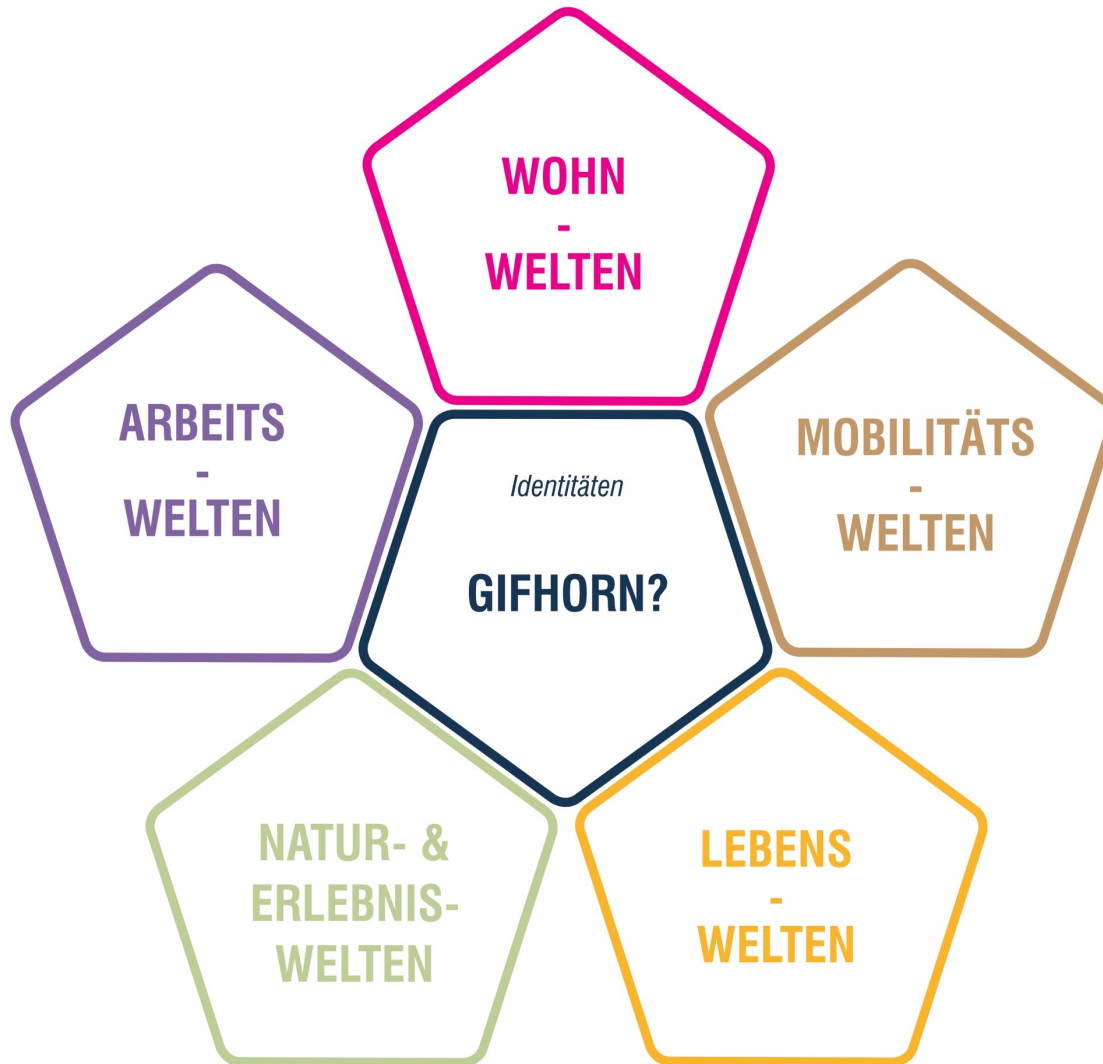 WOHN
-
WELTEN
ARBEITS
-
WELTEN
MOBILITÄTS
-
WELTEN
Identitäten
GIFHORN?
NATUR- &
ERLEBNIS-
WELTEN
LEBENS
-
WELTEN